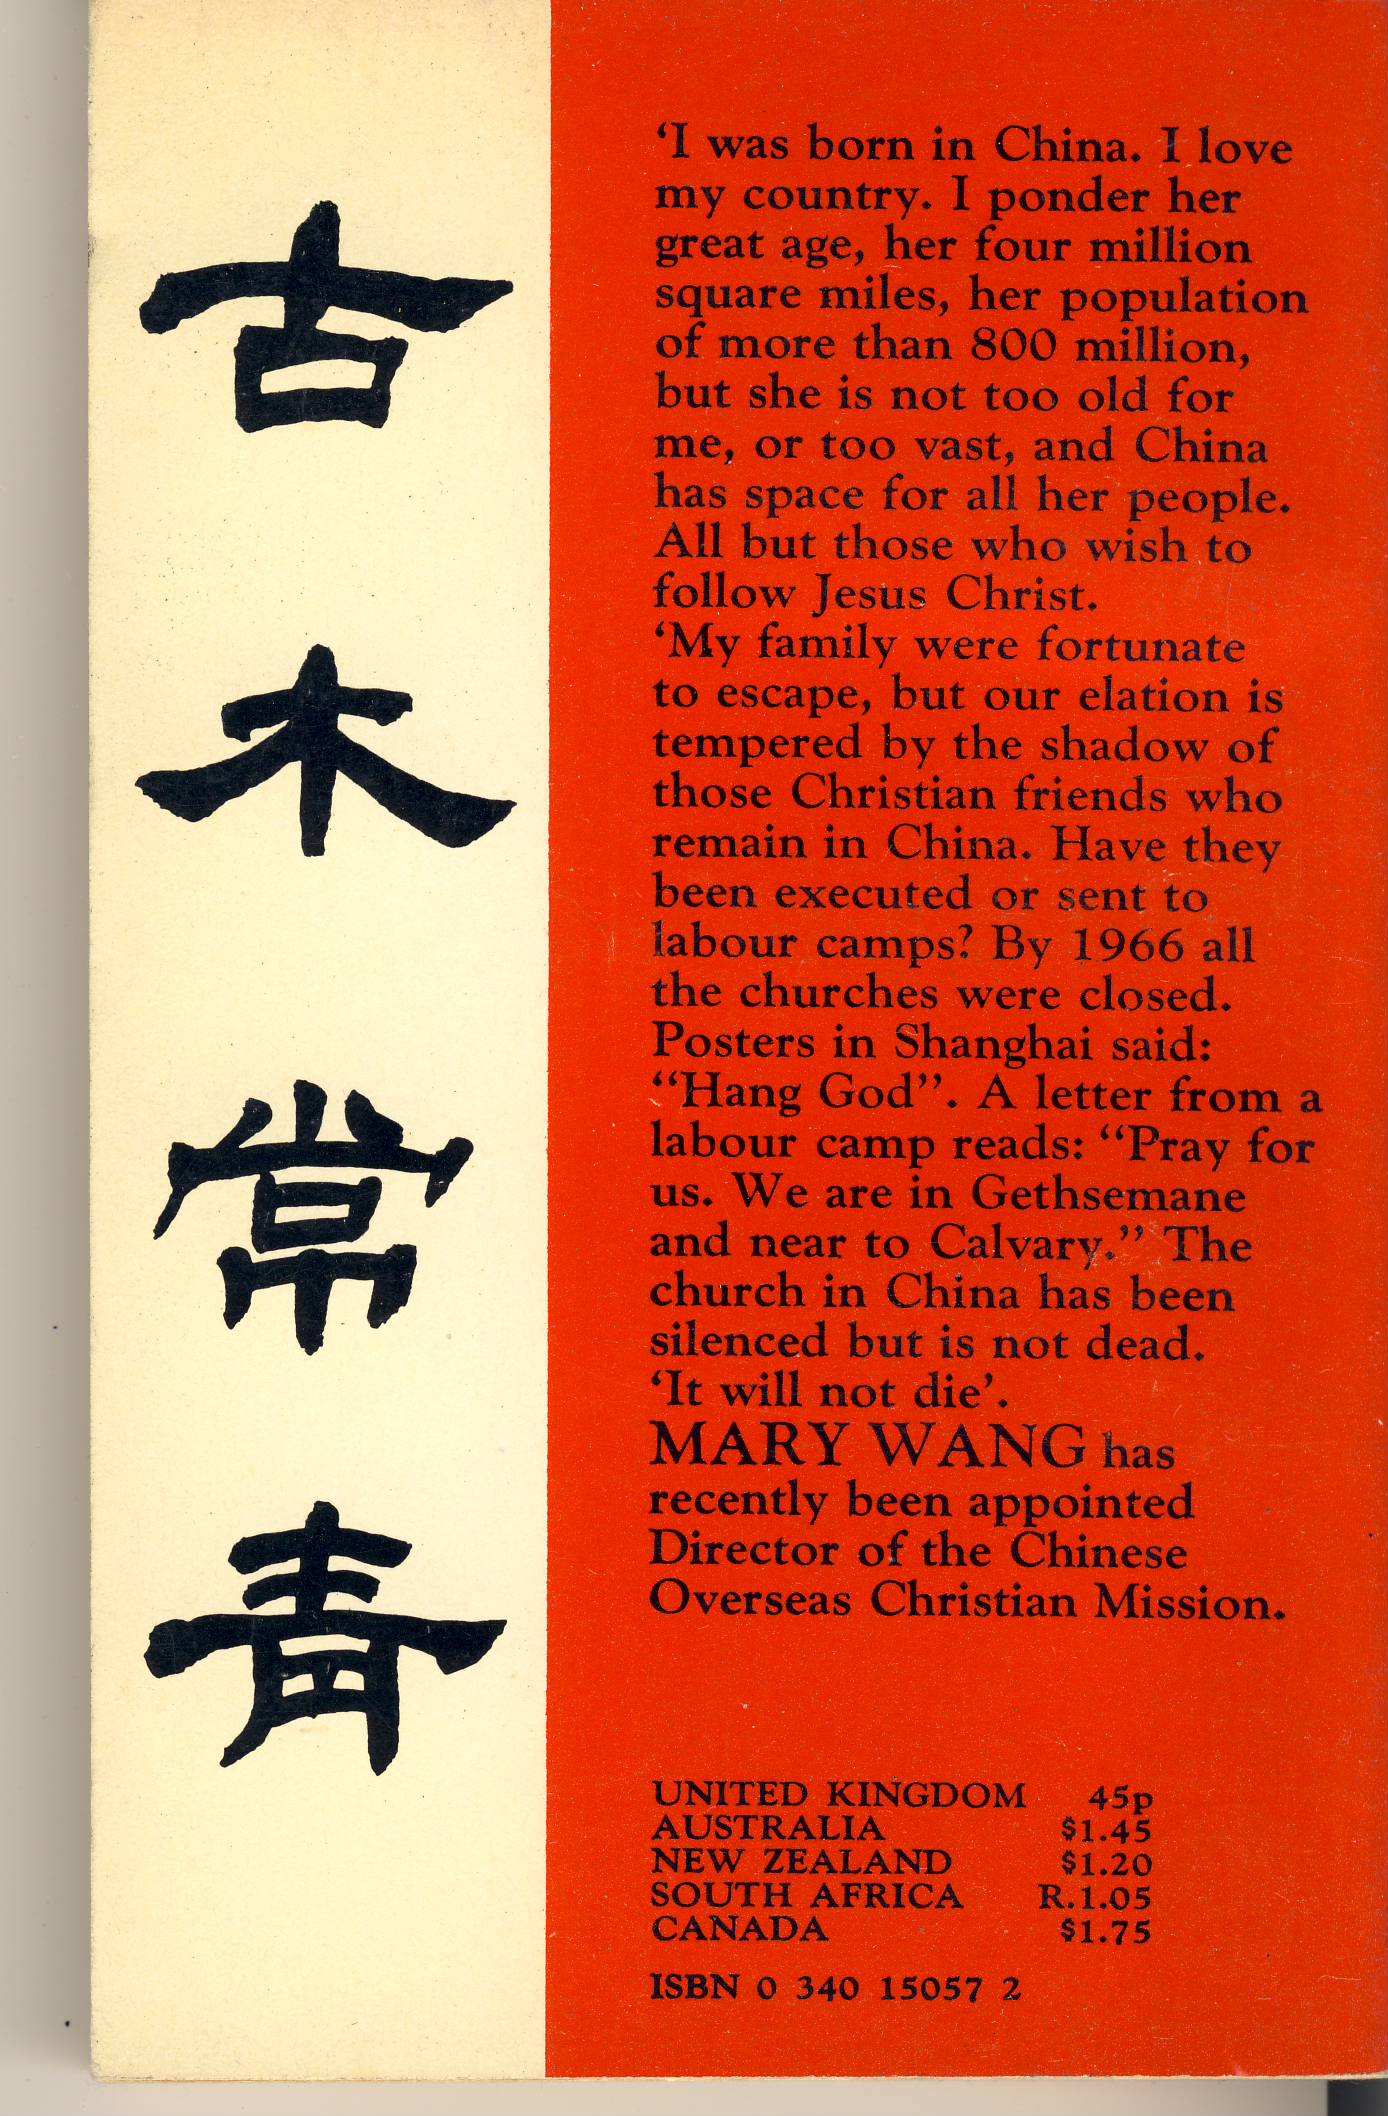 古
木
常
青
‘I was born in China. I love
my country. I ponder her
great age, her four million
square miles, her population
of more than 800 million,
but she is not too old for
me, or too vast, and China
has space for all her people.
All but those who wish to
follow Jesus Christ.
‘My family were fortunate
to escape, but our elation is
tempered by the shadow of
those Christian friends who
remain in China. Have they
been executed or sent to
labour camps? By 1966 all
the churches were closed.
Posters in Shanghai said:
“Hang God”. A letter from a
labour camp reads: “Pray for
us. We are in Gethsemane
and near to Calvary.” The
church in China has been
silenced but is not dead.
‘It will not die’.
MARY WANG has
recently been appointed
Director of the Chinese
Overseas Christian Mission.
UNITED KINGDOM 45p
AUSTRALIA $1.45
NEW ZEALAND $1.20
SOUTH AFRICA R.1.05
CANADA $1.75
ISBN 0 340 15057 2